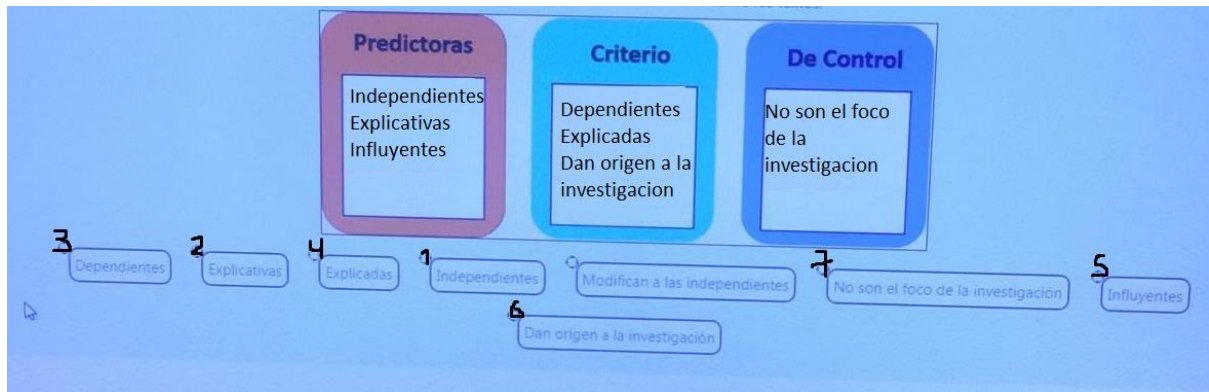 Predictoras
Criterio
De Control
Independientes
Explicativas
Influyentes
Dependientes
Explicadas
Dan origen a la
investigacion
No son el foco
de la
investigacion
3 Dependientes
2 Explicativas
4 Explicadas
1 Independientes
Modifican a las independientes
7 No son el foco de la investigación
5 Influyentes
6 Dan origen a la investigación